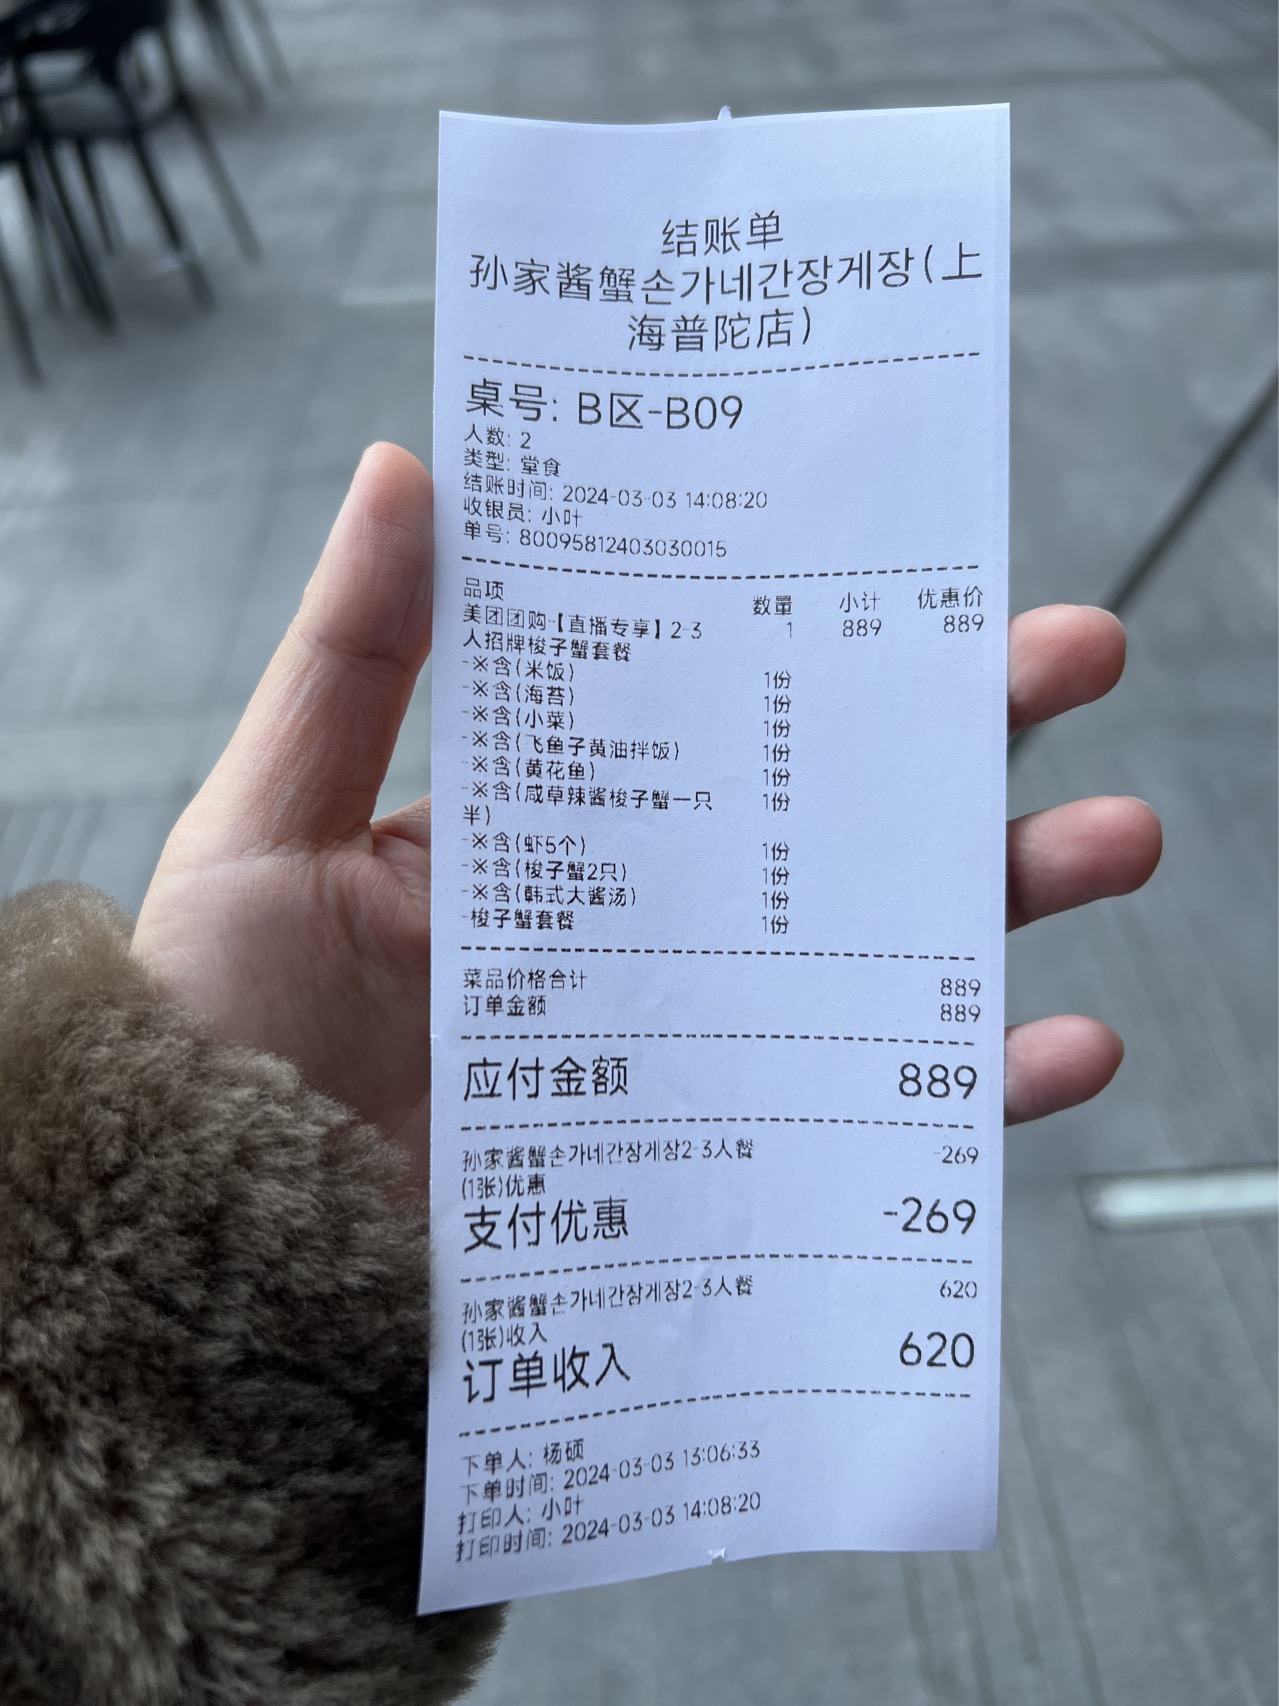 结账单
孙家酱蟹손가네간장게장(上
海普陀店)
桌号: B区-B09
人数: 2
类型: 堂食
结账时间: 2024-03-03 14:08:20
收银员: 小叶
单号: 80095812403030015
品项 数量 小计 优惠价
美团团购-【直播专享】2-3 1 889 889
人招牌梭子蟹套餐
-※含(米饭) 1份
-※含(海苔) 1份
-※含(小菜) 1份
-※含(飞鱼子黄油拌饭) 1份
-※含(黄花鱼) 1份
-※含(咸草辣酱梭子蟹一只 1份
半)
-※含(虾5个) 1份
-※含(梭子蟹2只) 1份
-※含(韩式大酱汤) 1份
-梭子蟹套餐 1份
菜品价格合计 889
订单金额 889
应付金额 889
孙家酱蟹손가네간장게장2-3人餐 -269
(1张)优惠
支付优惠 -269
孙家酱蟹손가네간장게장2-3人餐 620
(1张)收入
订单收入 620
下单人: 杨硕
下单时间: 2024-03-03 13:06:33
打印人: 小叶
打印时间: 2024-03-03 14:08:20